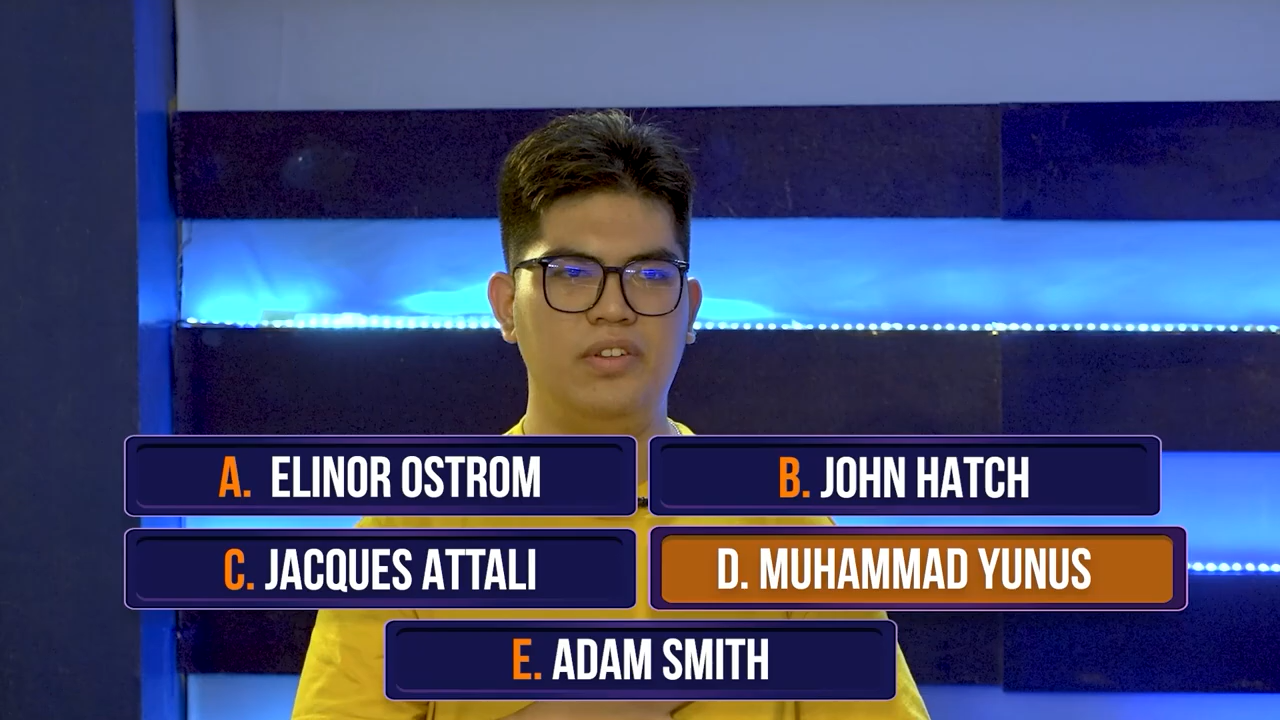 A. ELINOR OSTROM
B. JOHN HATCH
C. JACQUES ATTALI
D. MUHAMMAD YUNUS
E. ADAM SMITH